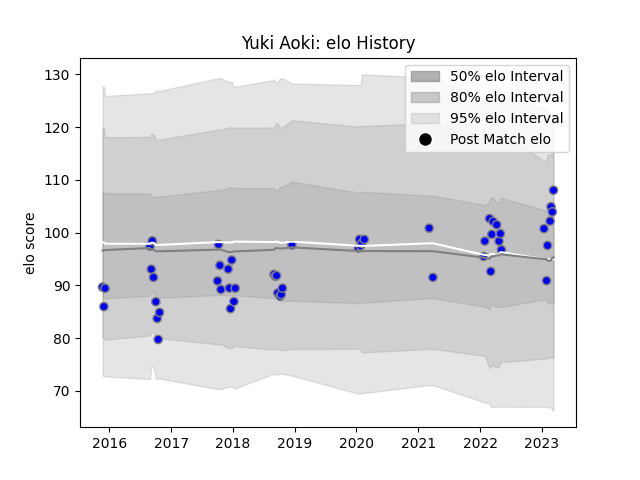 Yuki Aoki: elo History
130
120
110
100
90
80
70
elo score
50% elo Interval
80% elo Interval
95% elo Interval
Post Match elo
2016 2017 2018 2019 2020 2021 2022 2023